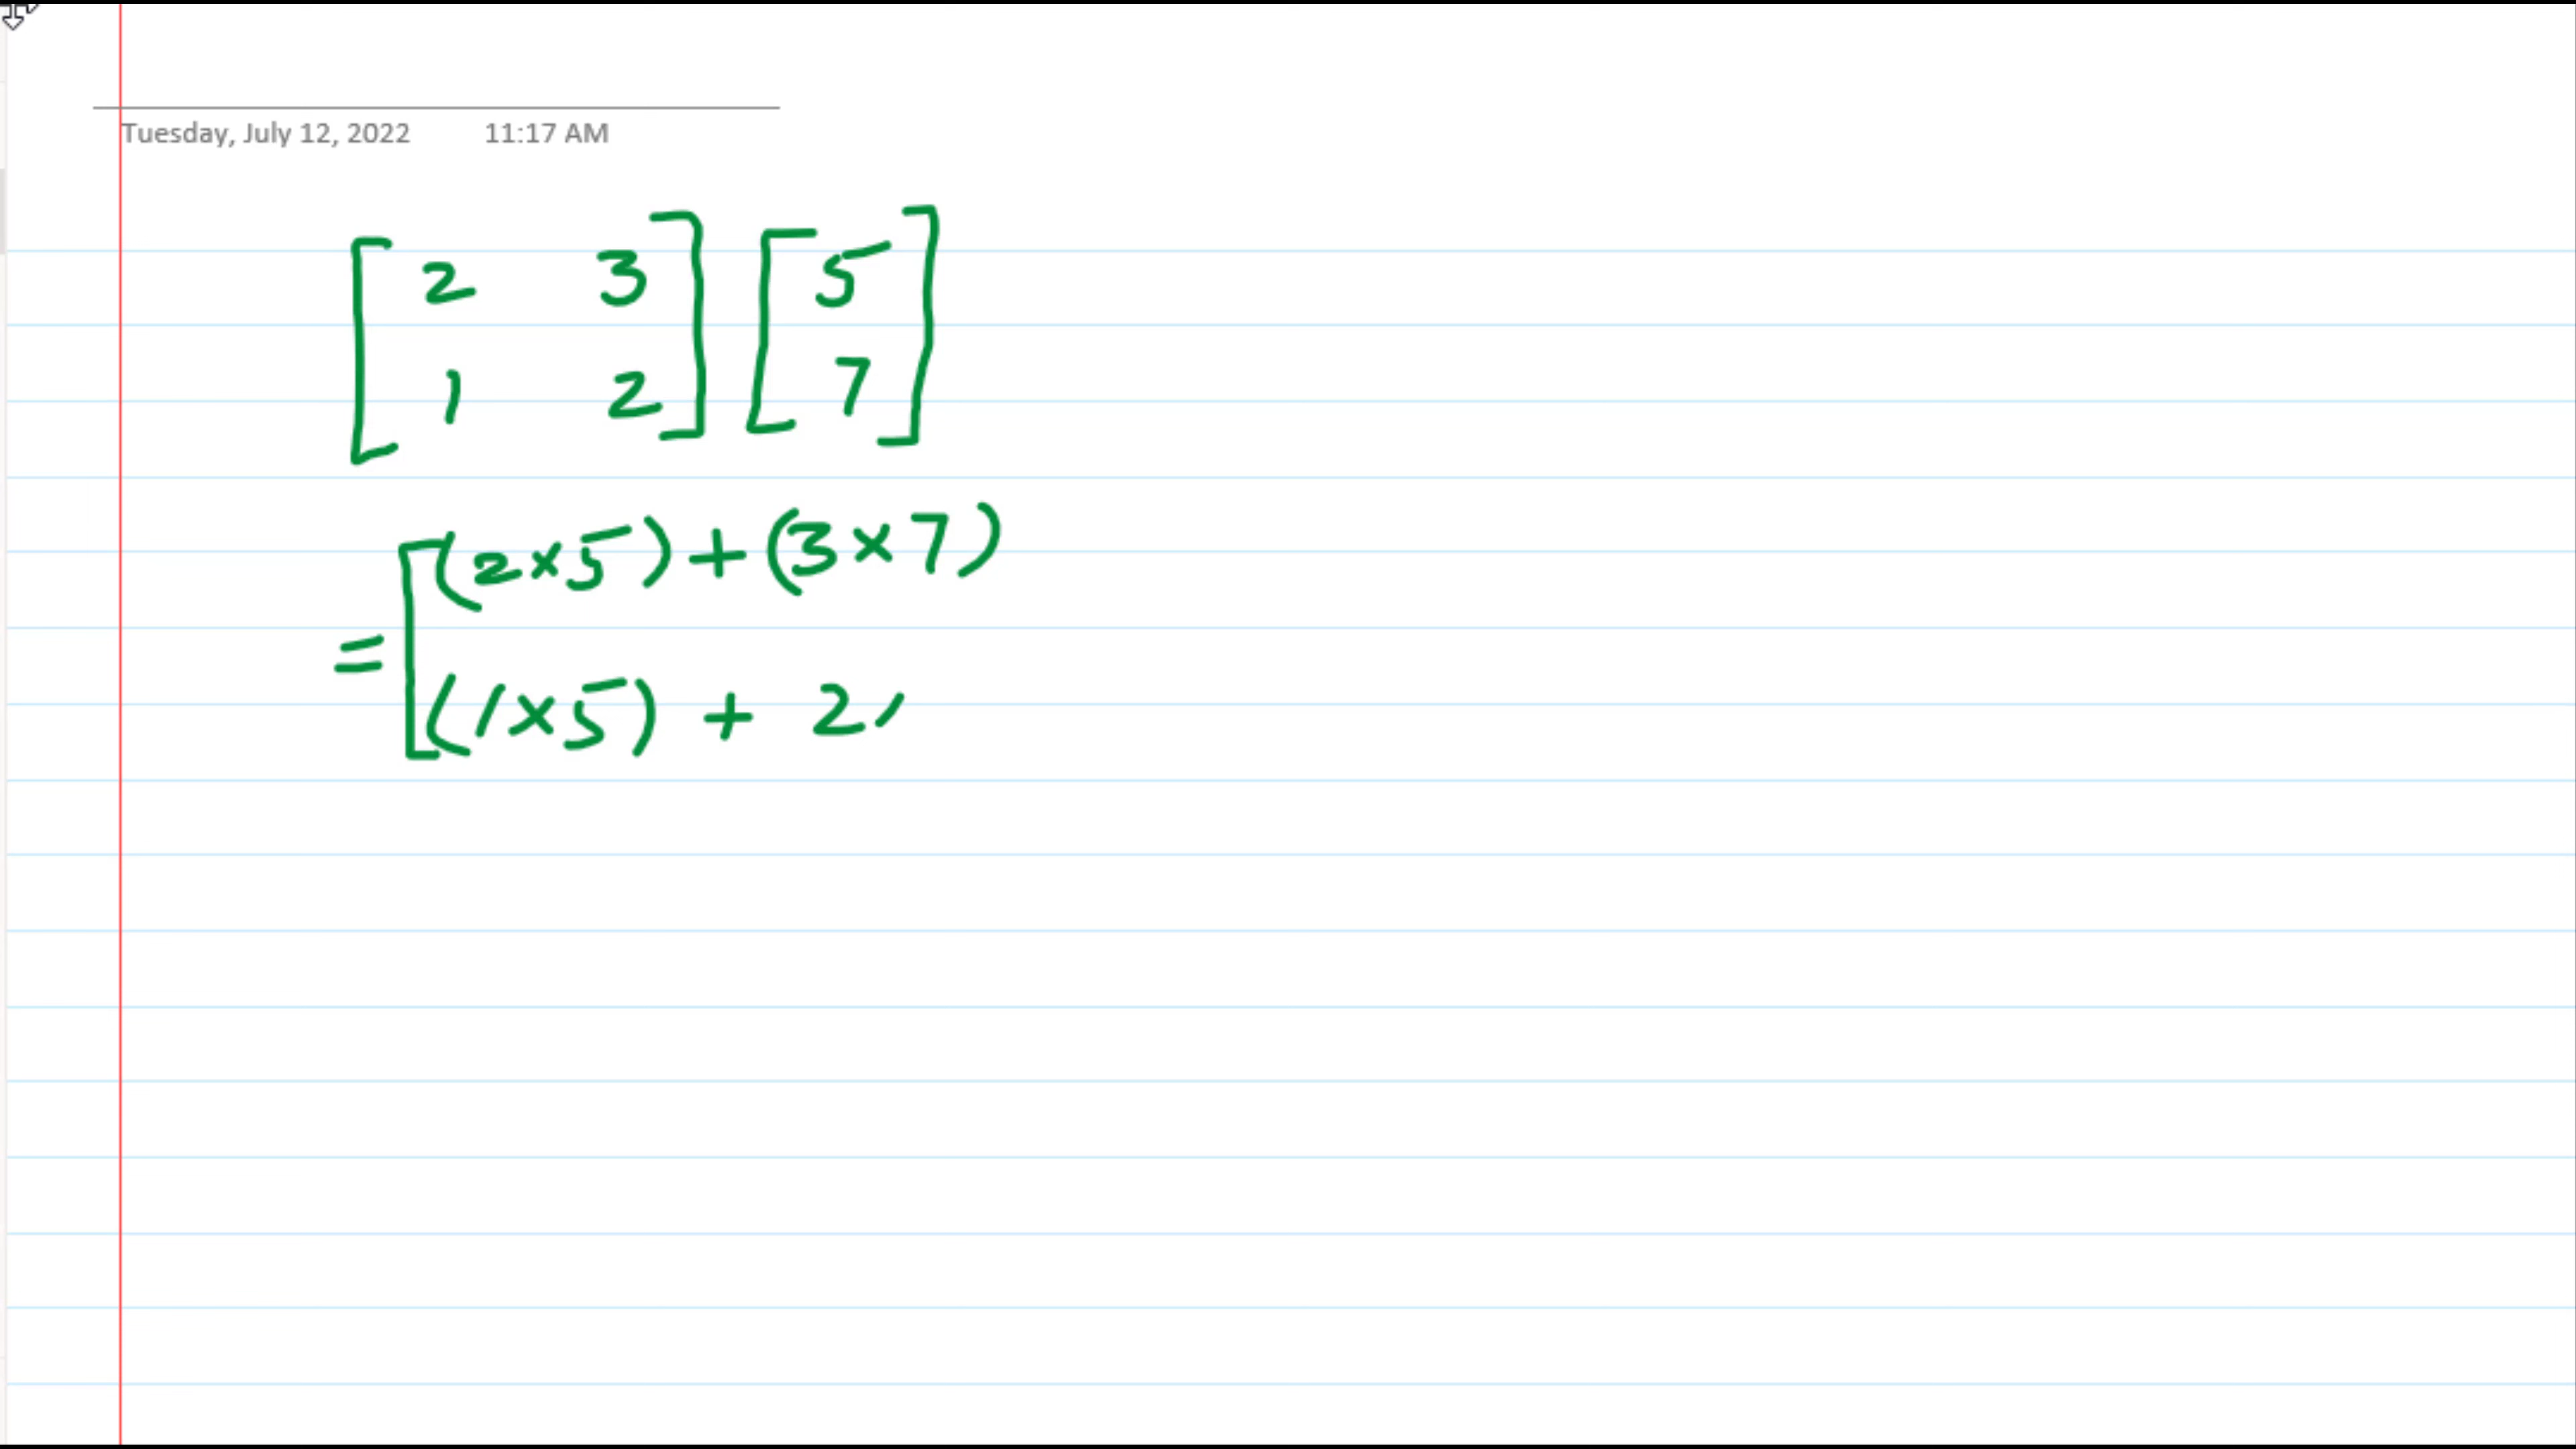 Tuesday, July 12, 2022 11:17 AM
[2 3] [5]
[1 2] [7]
= [(2×5)+(3×7)
[(1×5) + 2